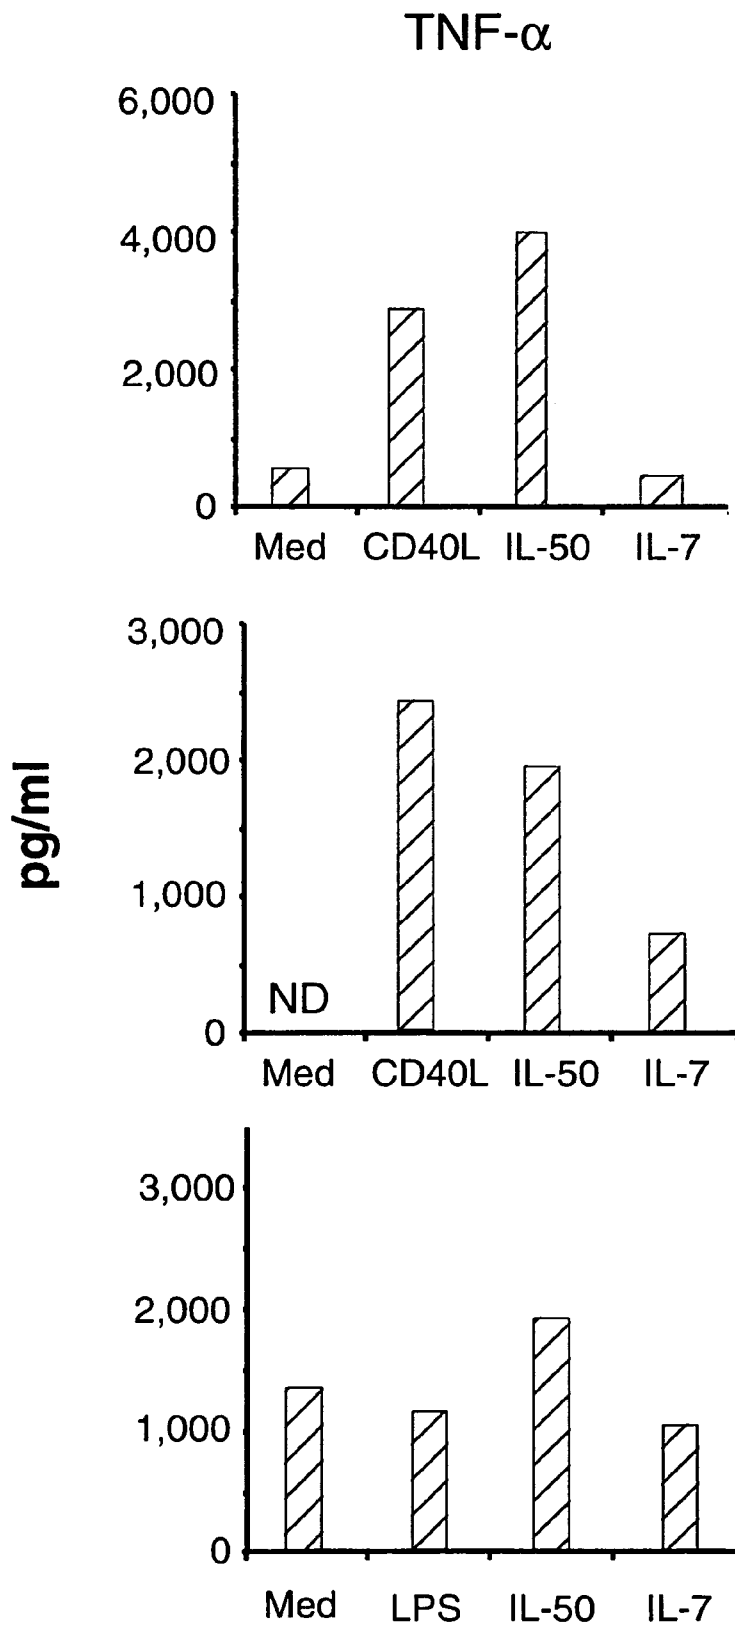 TNF-α
6,000
4,000
2,000
0
Med CD40L IL-50 IL-7
pg/ml
3,000
2,000
1,000
ND
0
Med CD40L IL-50 IL-7
3,000
2,000
1,000
0
Med LPS IL-50 IL-7